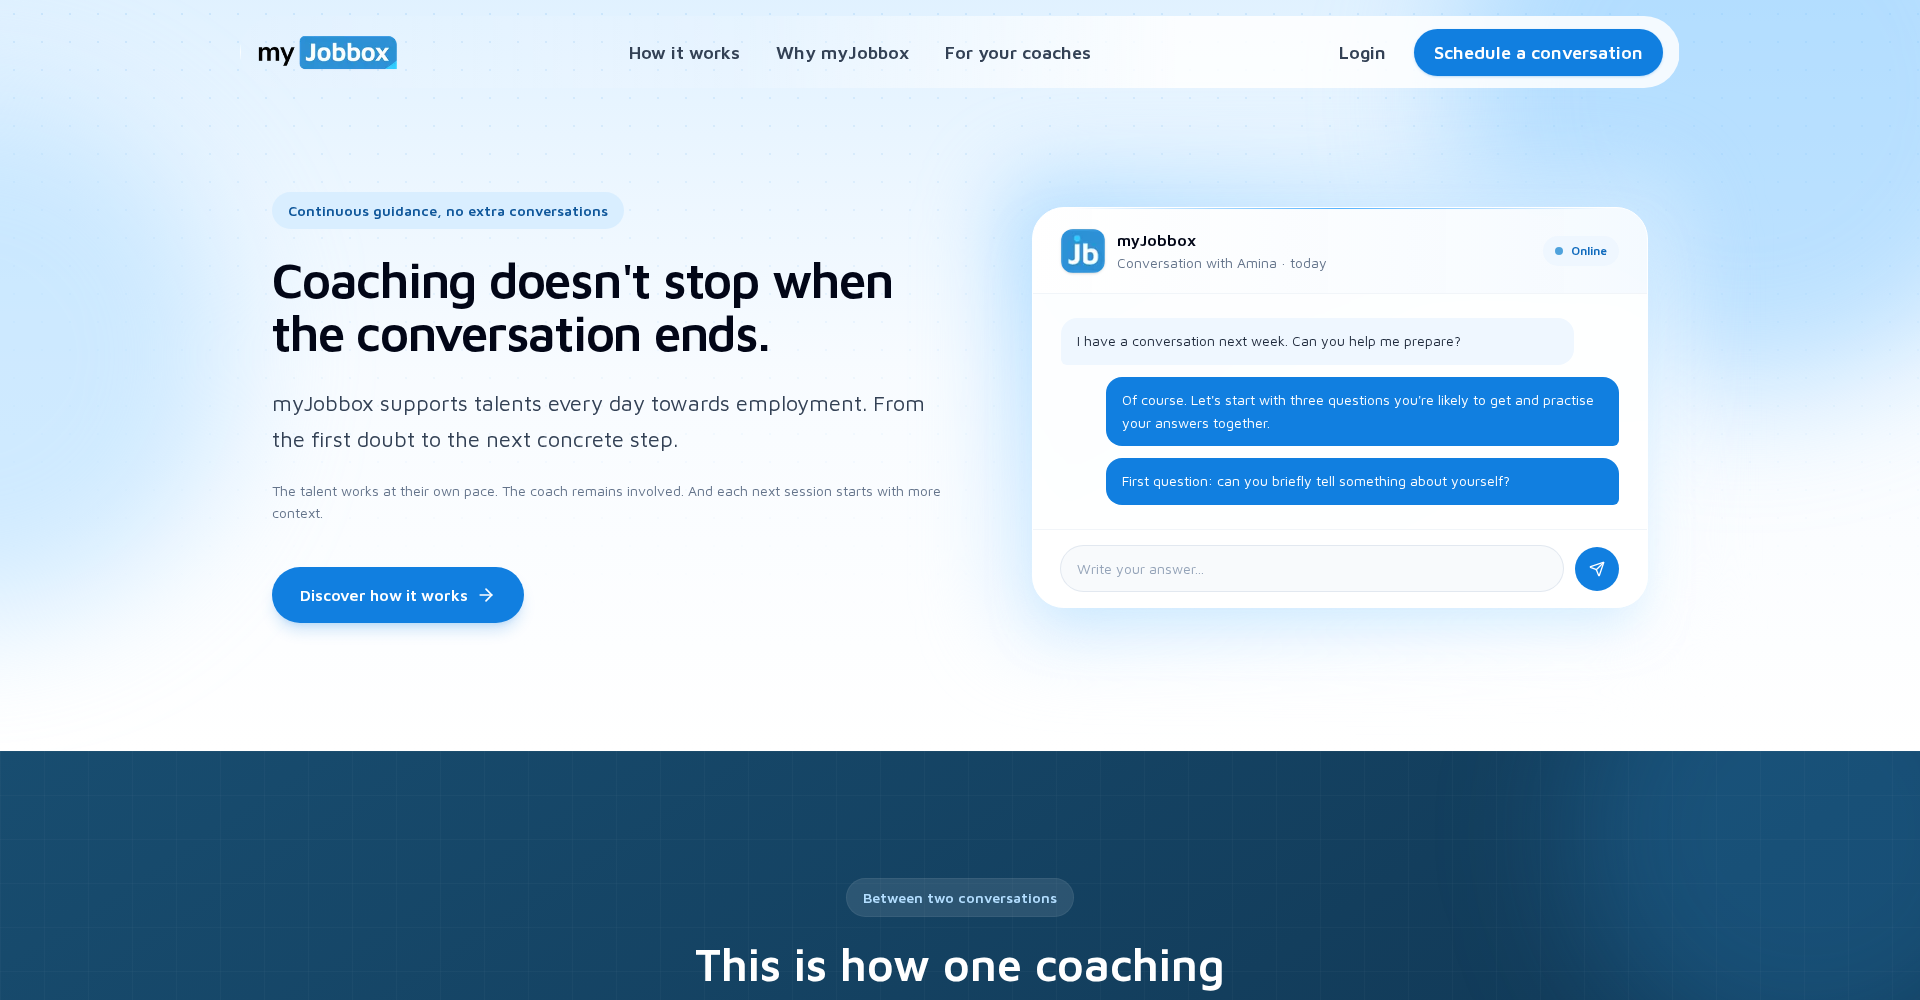 my Jobbox
How it works
Why myJobbox
For your coaches
Login
Schedule a conversation
Continuous guidance, no extra conversations
Coaching doesn't stop when
the conversation ends.
myJobbox supports talents every day towards employment. From
the first doubt to the next concrete step.
The talent works at their own pace. The coach remains involved. And each next session starts with more
context.
Discover how it works
Jb
myJobbox
Conversation with Amina · today
Online
I have a conversation next week. Can you help me prepare?
Of course. Let's start with three questions you're likely to get and practise
your answers together.
First question: can you briefly tell something about yourself?
Write your answer...
Between two conversations
This is how one coaching